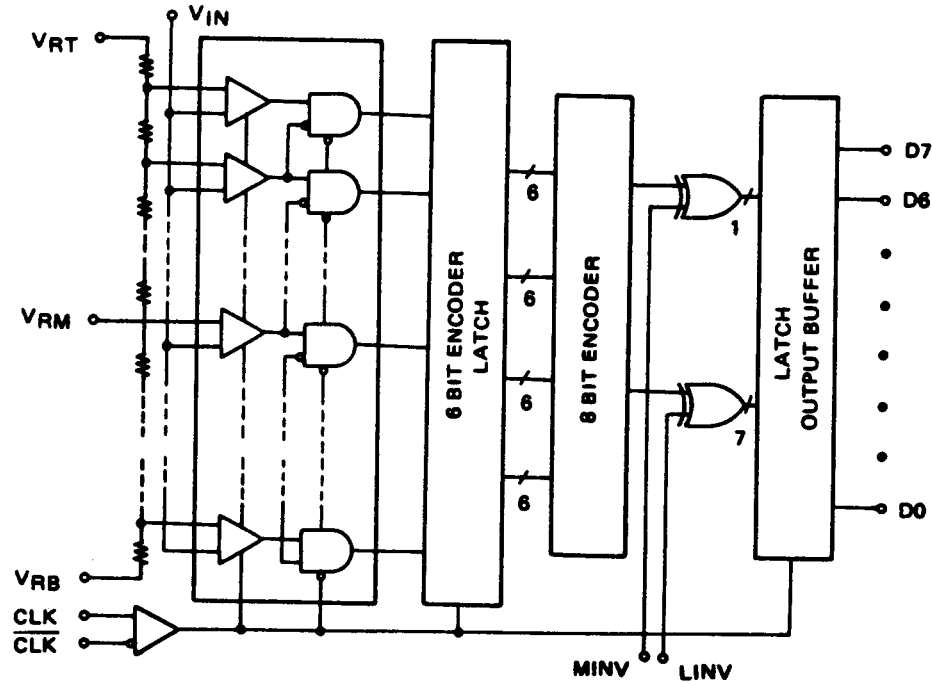 VIN
VRT
VRM
VRB
CLK
CLK
6 BIT ENCODER
LATCH
6
6
6
6
8 BIT ENCODER
1
7
LATCH
OUTPUT BUFFER
D7
D6
D0
MINV
LINV